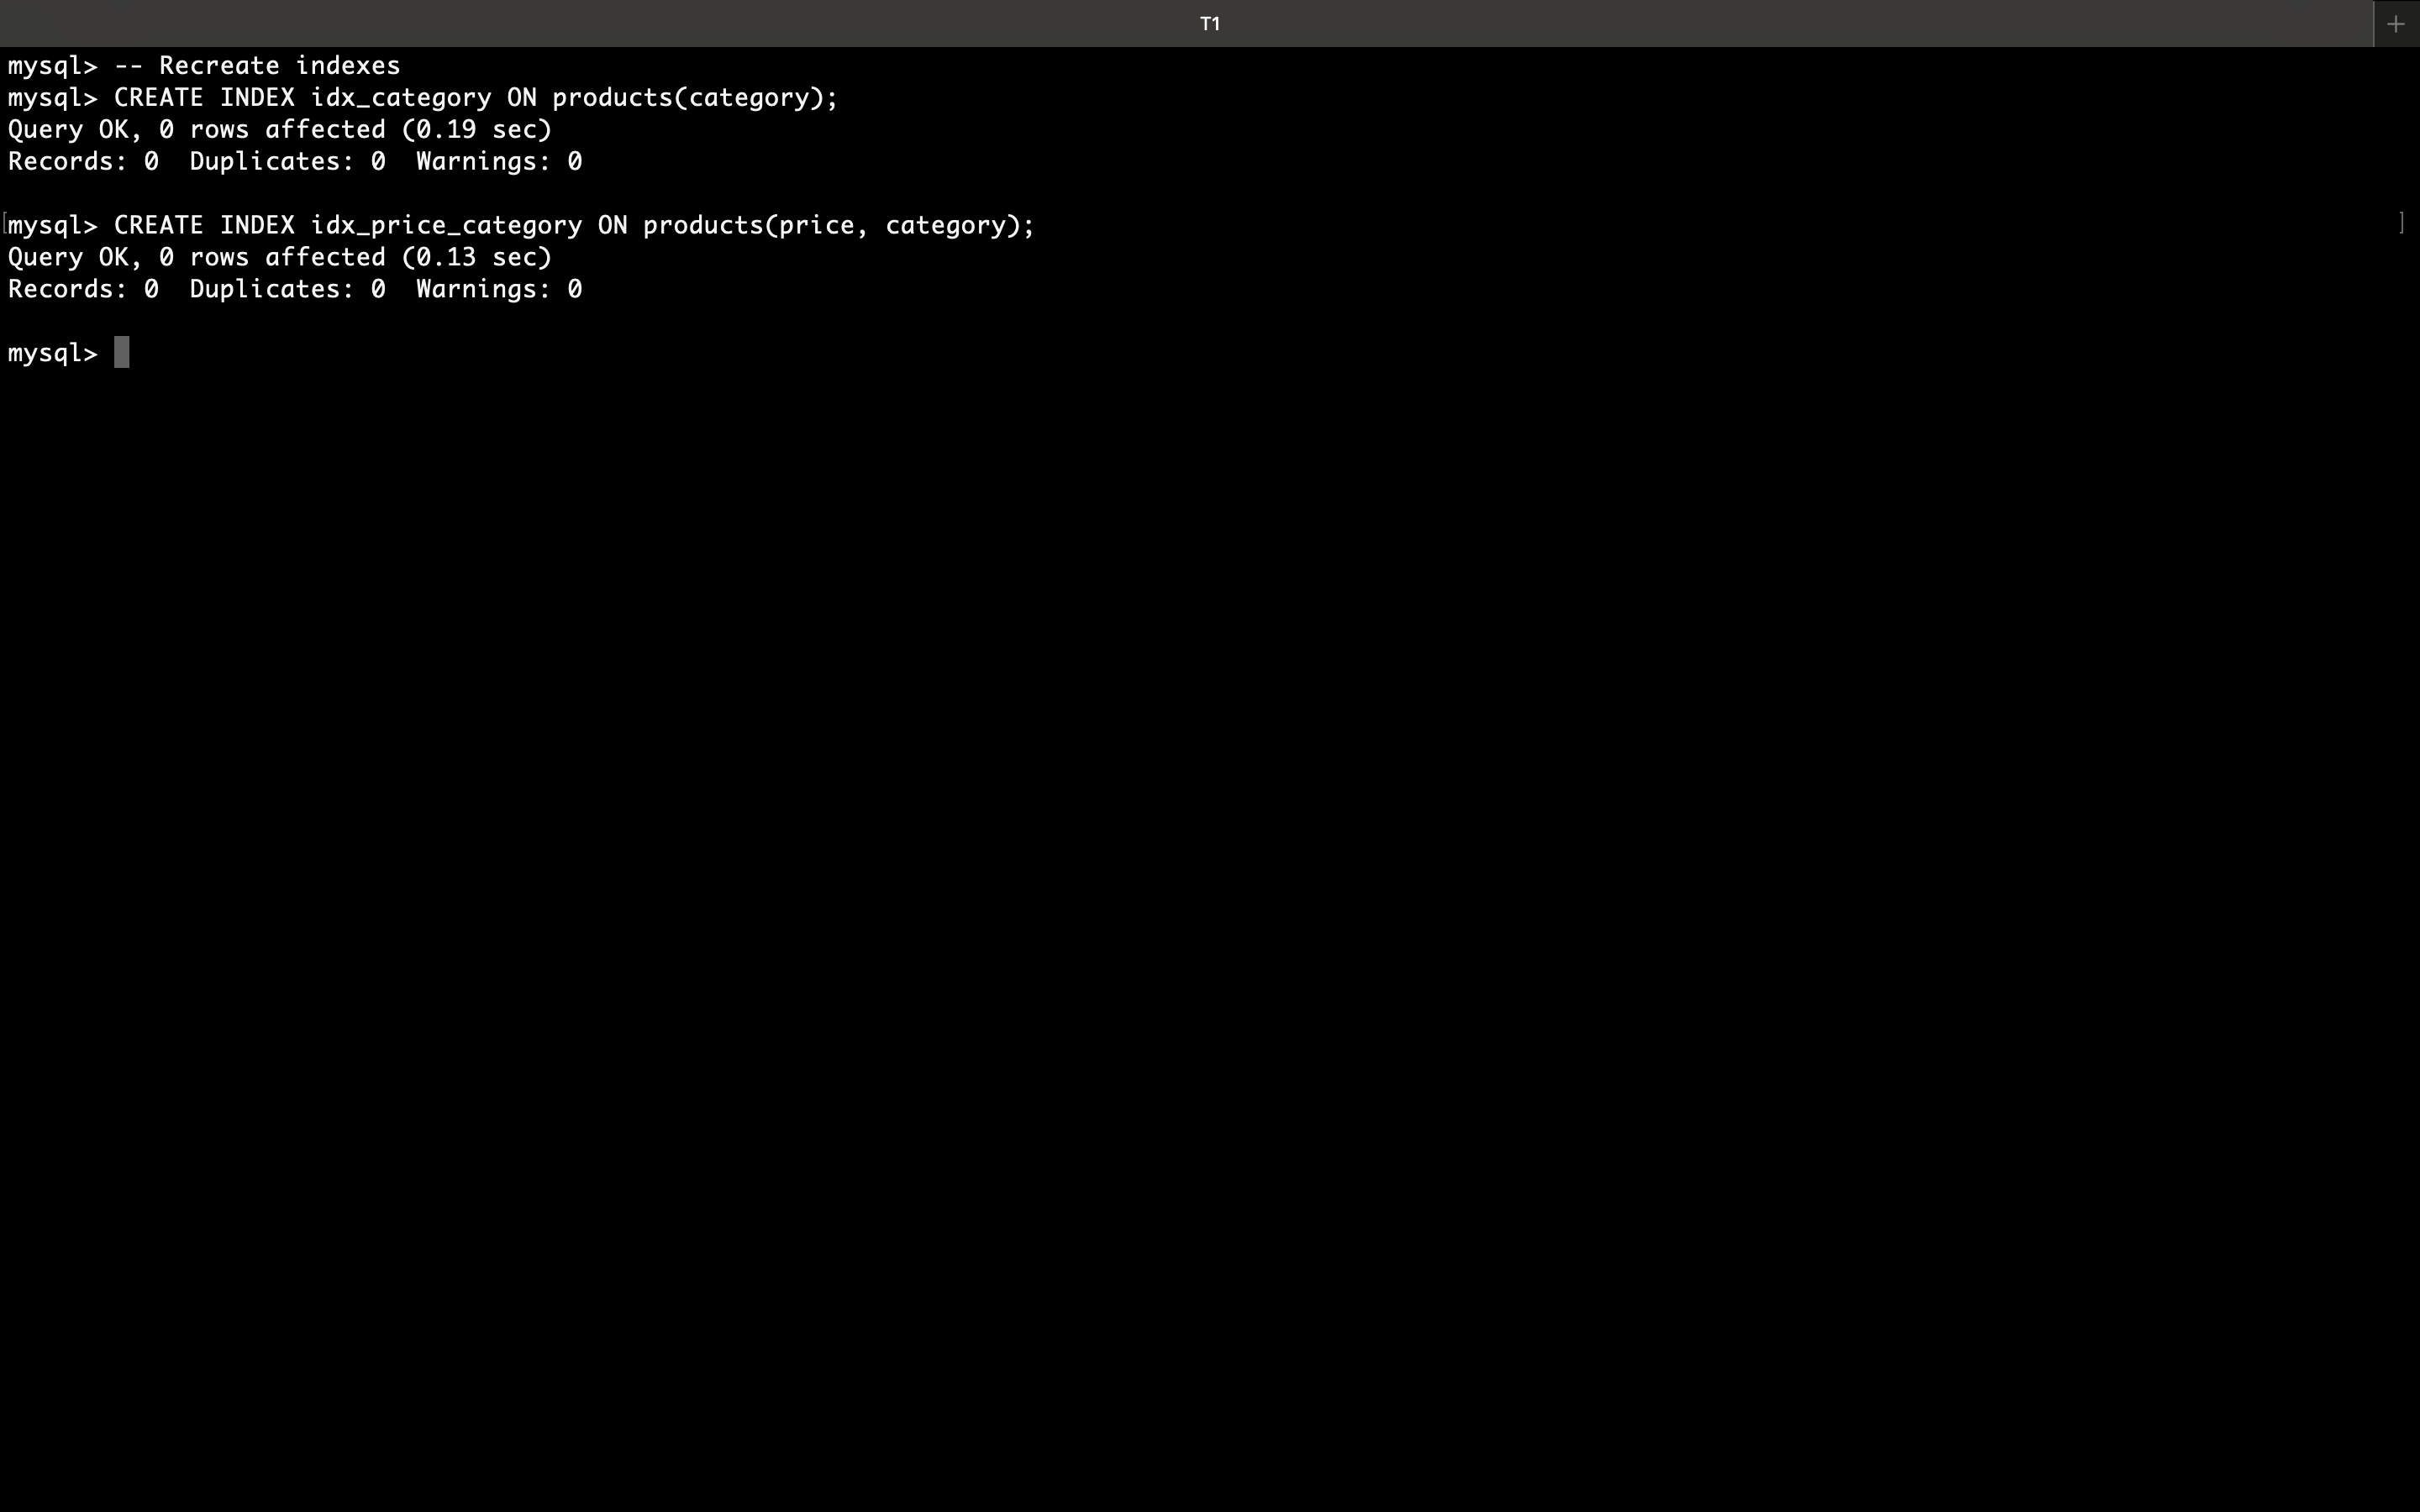 T1
+
mysql> -- Recreate indexes
mysql> CREATE INDEX idx_category ON products(category);
Query OK, 0 rows affected (0.19 sec)
Records: 0  Duplicates: 0  Warnings: 0
[mysql> CREATE INDEX idx_price_category ON products(price, category); ]
Query OK, 0 rows affected (0.13 sec)
Records: 0  Duplicates: 0  Warnings: 0
mysql>